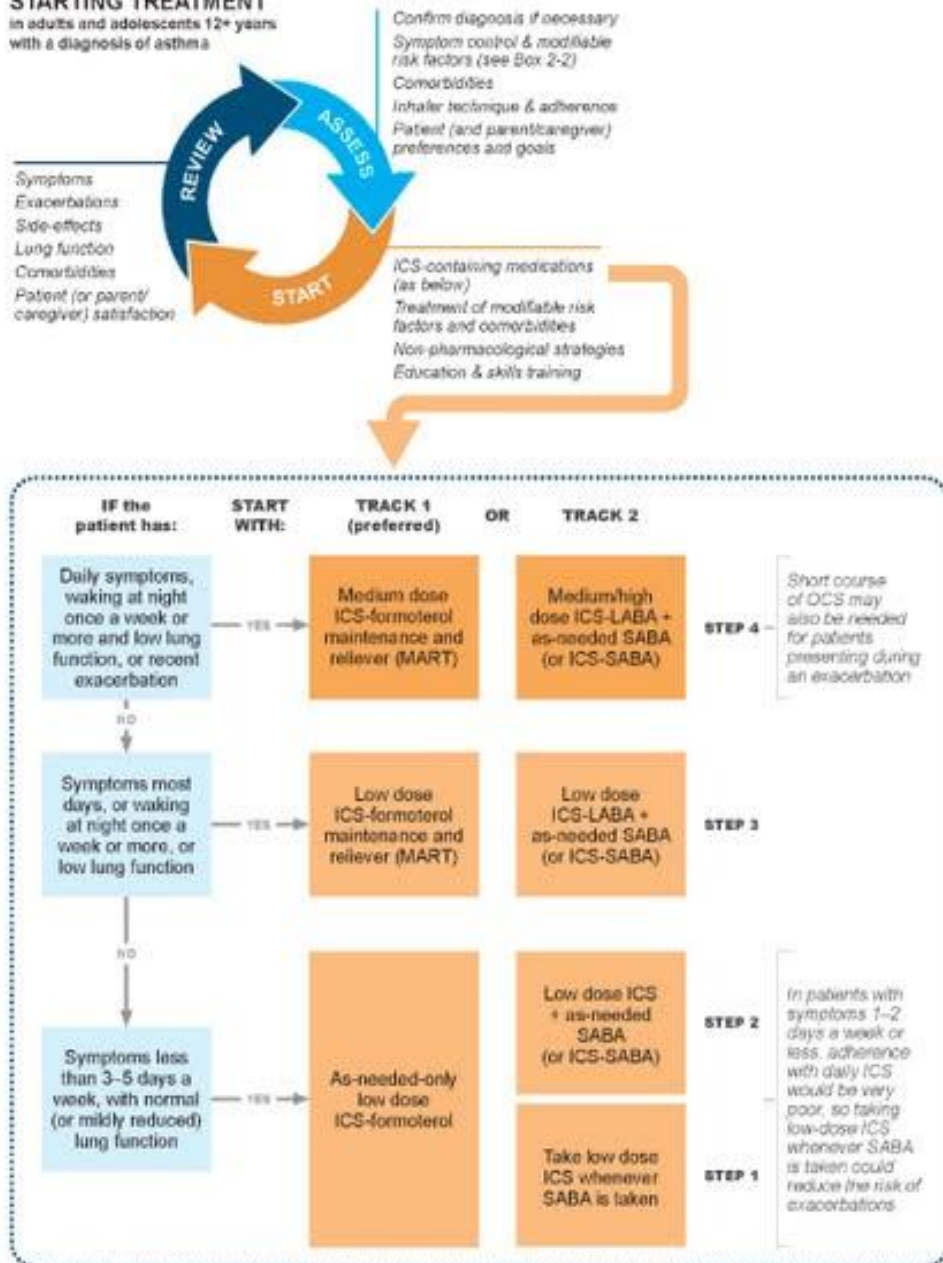 STARTING TREATMENT
in adults and adolescents 12+ years
with a diagnosis of asthma
Confirm diagnosis if necessary
Symptom control & modifiable
risk factors (see Box 2-2)
Comorbidities
Inhaler technique & adherence
Patient (and parent/caregiver)
preferences and goals
ASSESS
REVIEW
START
Symptoms
Exacerbations
Side-effects
Lung function
Comorbidities
Patient (or parent/
caregiver) satisfaction
ICS-containing medications
(as below)
Treatment of modifiable risk
factors and comorbidities
Non-pharmacological strategies
Education & skills training
IF the
patient has:
START
WITH:
TRACK 1
(preferred)
OR
TRACK 2
Daily symptoms,
waking at night
once a week or
more and low lung
function, or recent
exacerbation
YES
Medium dose
ICS-formoterol
maintenance and
reliever (MART)
Medium/high
dose ICS-LABA +
as-needed SABA
(or ICS-SABA)
STEP 4
Short course
of OCS may
also be needed
for patients
presenting during
an exacerbation
NO
Symptoms most
days, or waking
at night once a
week or more, or
low lung function
YES
Low dose
ICS-formoterol
maintenance and
reliever (MART)
Low dose
ICS-LABA +
as-needed SABA
(or ICS-SABA)
STEP 3
NO
Symptoms less
than 3–5 days a
week, with normal
(or mildly reduced)
lung function
YES
As-needed-only
low dose
ICS-formoterol
Low dose ICS
+ as-needed
SABA
(or ICS-SABA)
STEP 2
Take low dose
ICS whenever
SABA is taken
STEP 1
In patients with
symptoms 1–2
days a week or
less, adherence
with daily ICS
would be very
poor, so taking
low-dose ICS
whenever SABA
is taken could
reduce the risk of
exacerbations